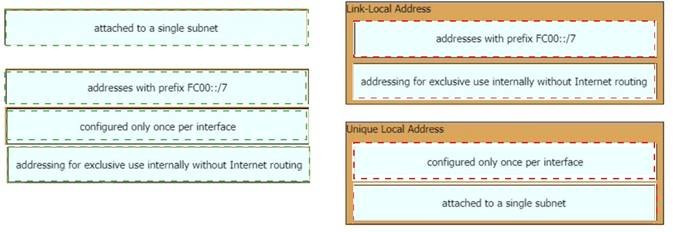 attached to a single subnet
addresses with prefix FC00::/7
configured only once per interface
addressing for exclusive use internally without Internet routing
Link-Local Address
addresses with prefix FC00::/7
addressing for exclusive use internally without Internet routing
Unique Local Address
configured only once per interface
attached to a single subnet